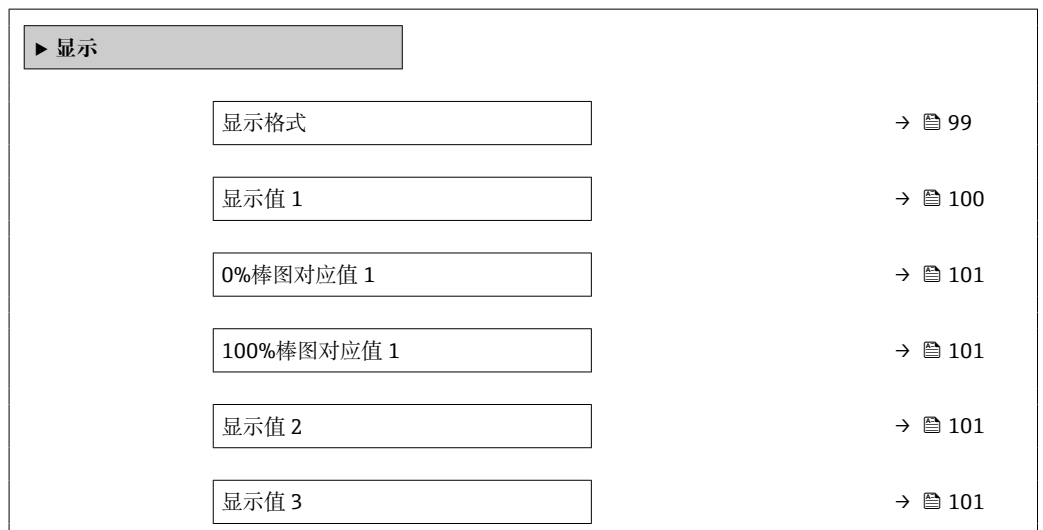 ▶ 显示
显示格式 → 🖹 99
显示值 1 → 🖹 100
0%棒图对应值 1 → 🖹 101
100%棒图对应值 1 → 🖹 101
显示值 2 → 🖹 101
显示值 3 → 🖹 101